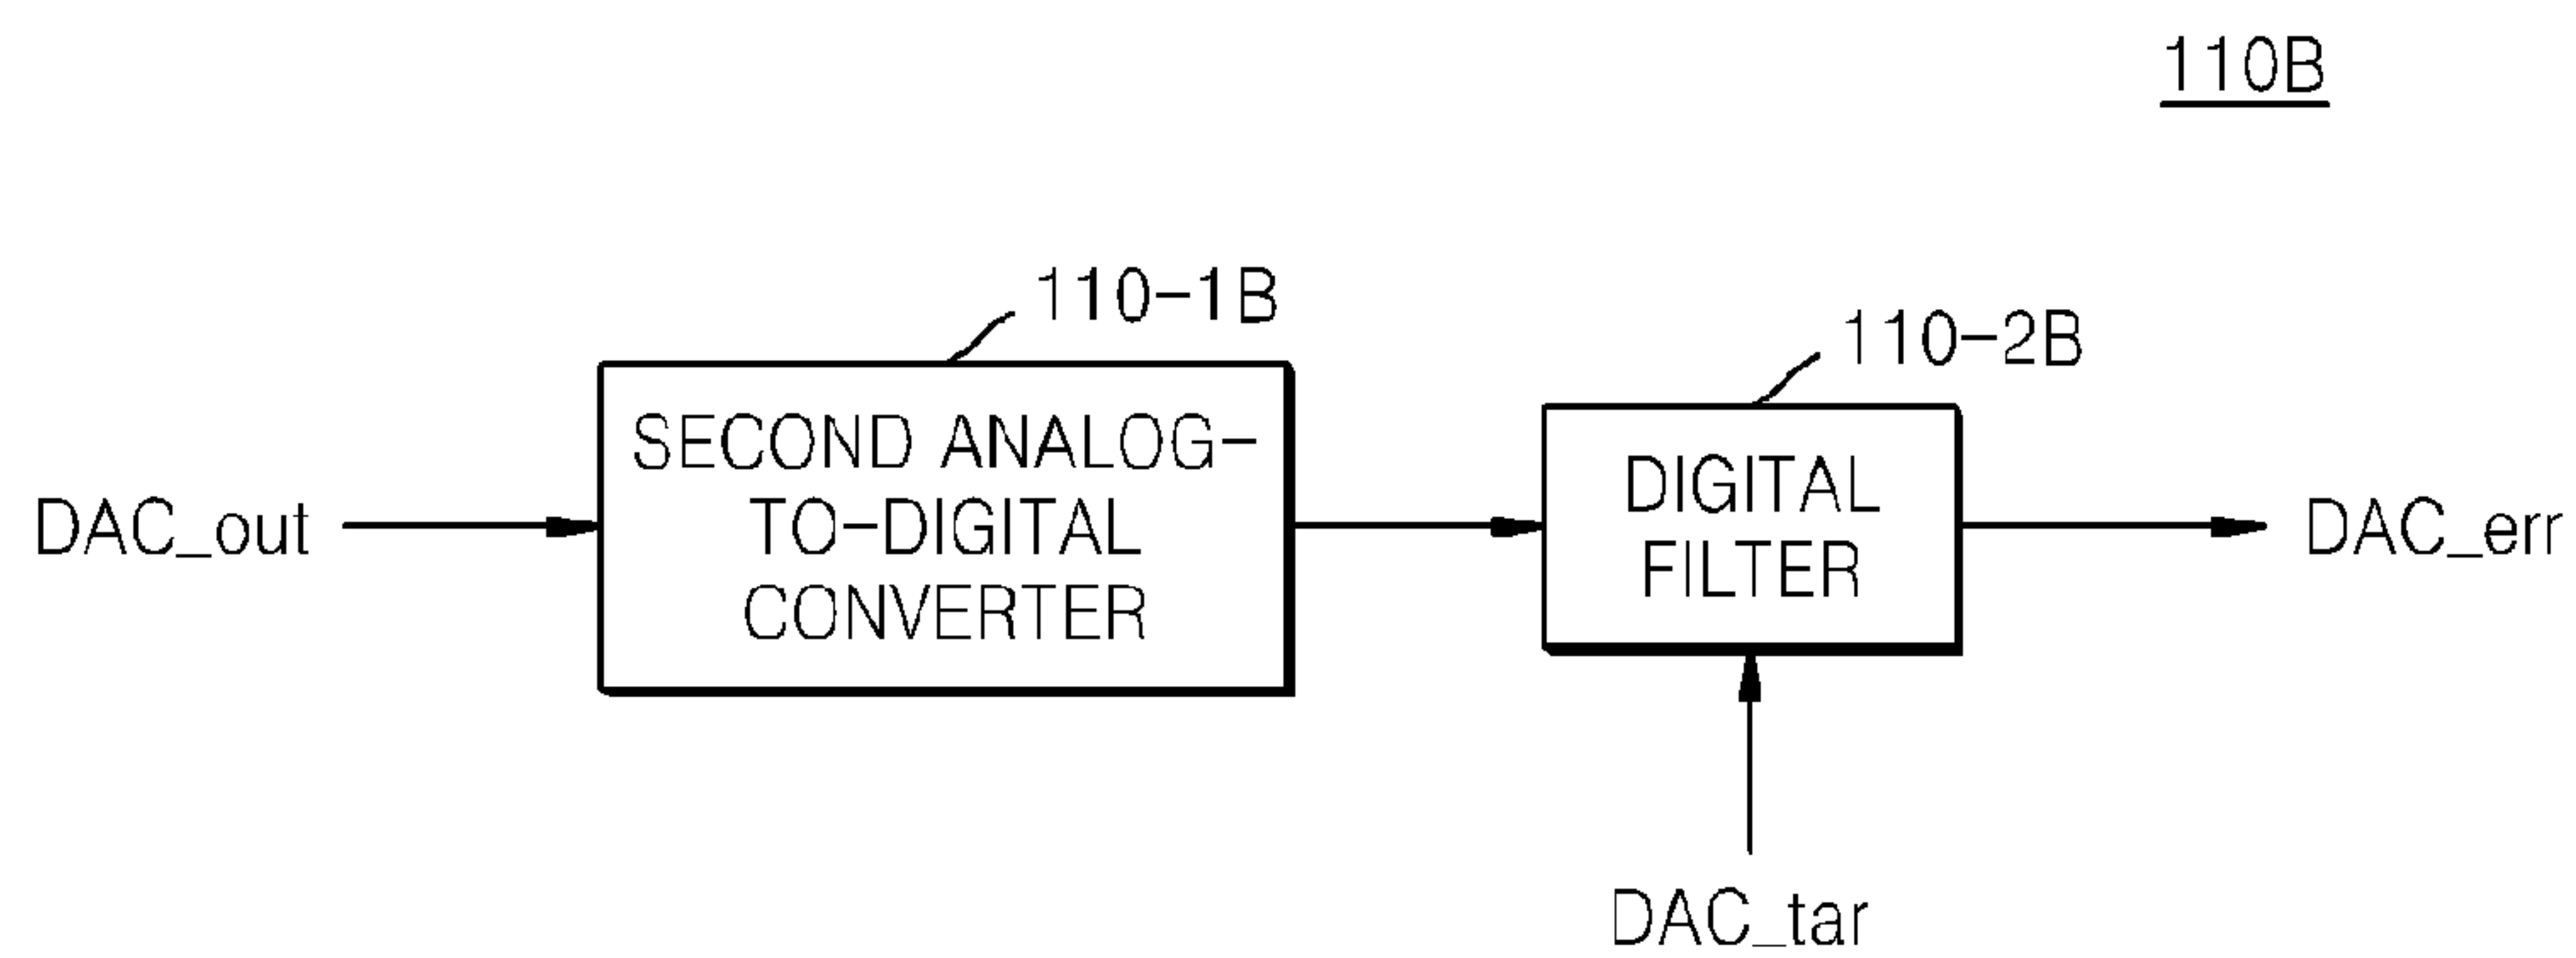 110B
110-1B
110-2B
SECOND ANALOG-
TO-DIGITAL
CONVERTER
DIGITAL
FILTER
DAC_out
DAC_err
DAC_tar